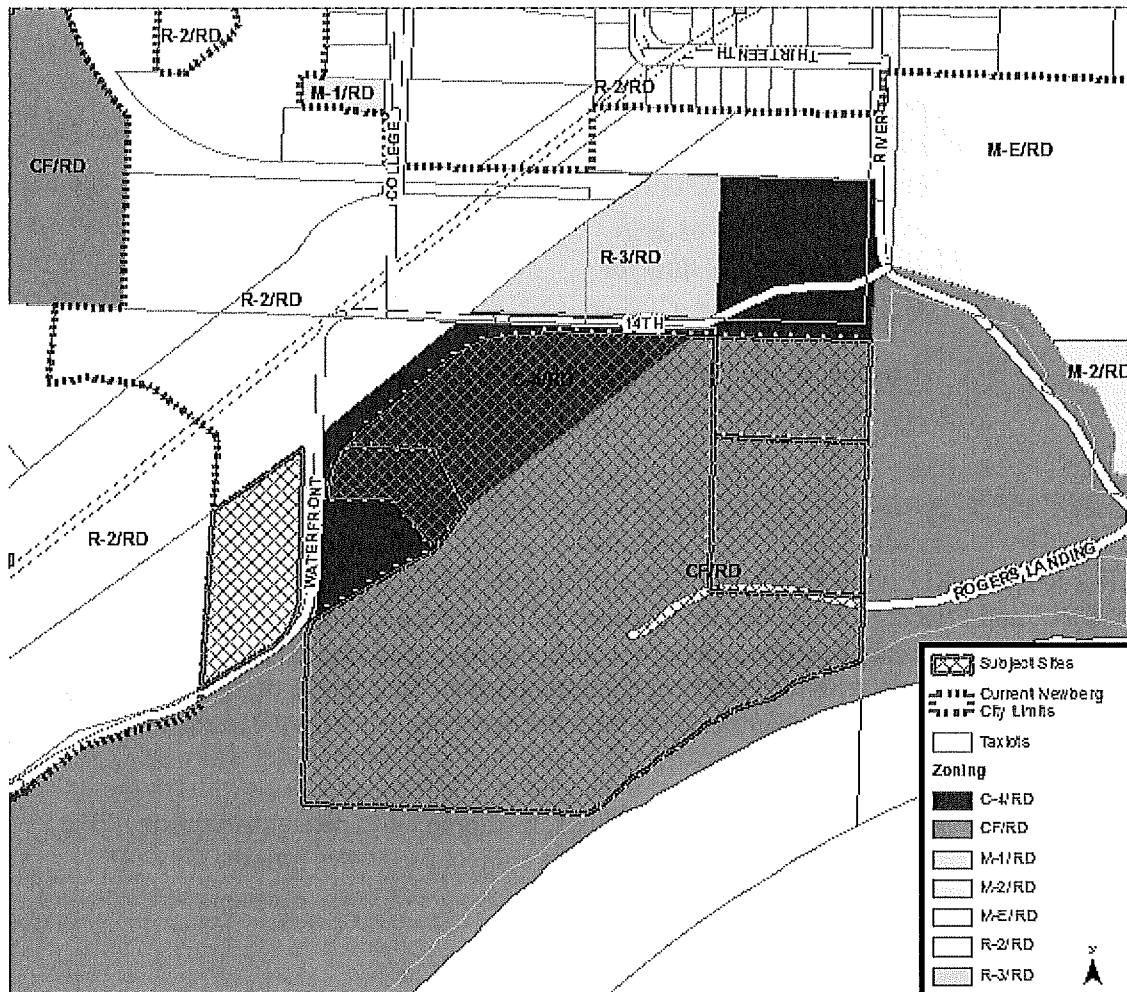 R-2/RD
THIRTEENTH
M-1/RD
R-2/RD
COLLEGE
RIVER
CF/RD
M-E/RD
R-3/RD
R-2/RD
14TH
C-4/RD
M-2/RD
WATERFRONT
R-2/RD
CF/RD
ROGERS LANDING
Subject Sites
Current Newberg
City Limits
Taxlots
Zoning
C-4/RD
CF/RD
M-1/RD
M-2/RD
M-E/RD
R-2/RD
R-3/RD